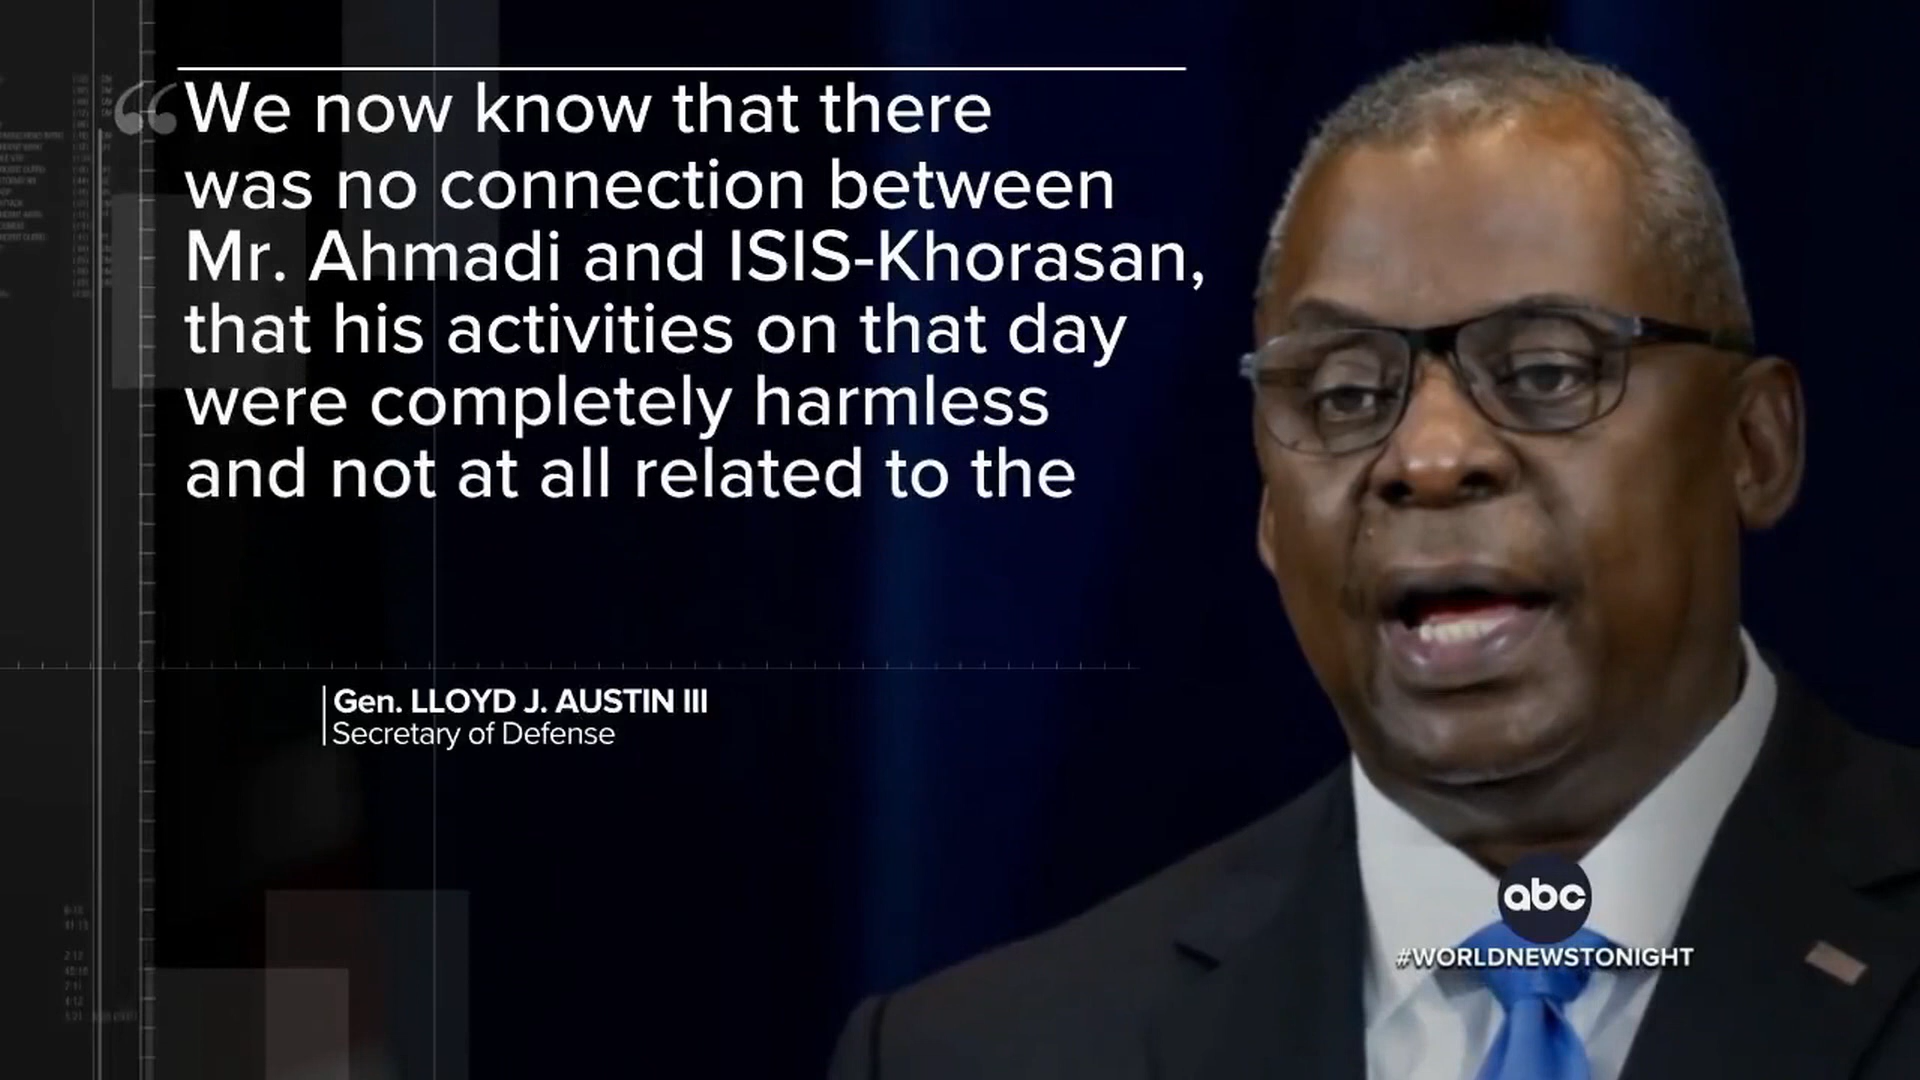 “We now know that there
was no connection between
Mr. Ahmadi and ISIS-Khorasan,
that his activities on that day
were completely harmless
and not at all related to the
Gen. LLOYD J. AUSTIN III
Secretary of Defense
abc
#WORLDNEWSTONIGHT